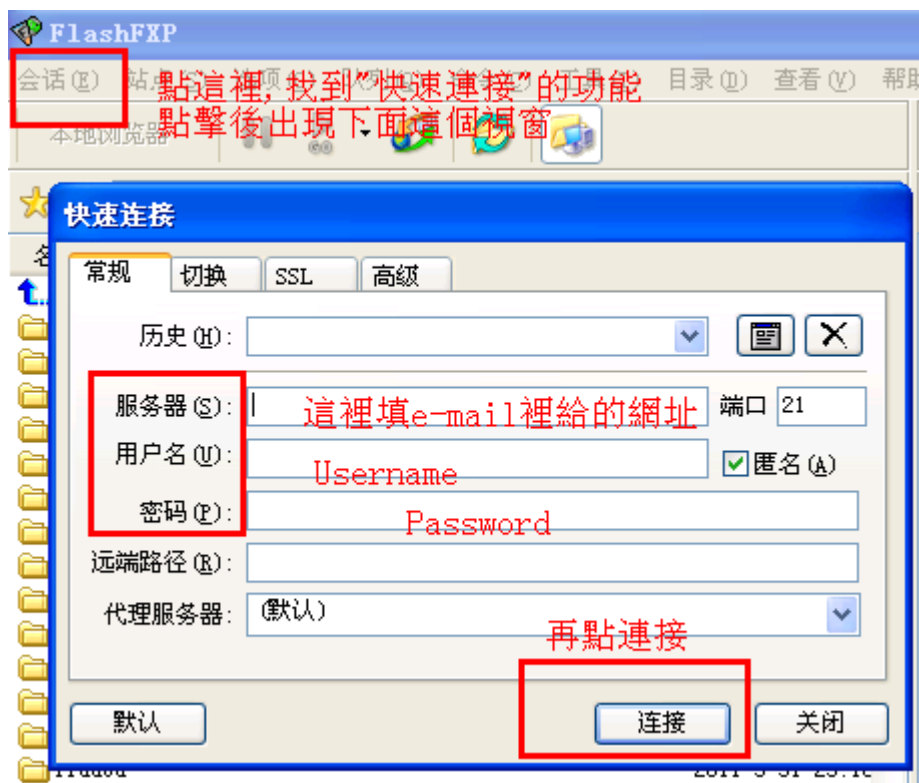 FlashFXP
会话(E) 目录(D) 查看(V) 帮助
點這裡,找到"快速連接"的功能
點擊後出現下面這個視窗
本地浏览器
快速连接
常规 切换 SSL 高级
历史(H):
服务器(S): 這裡填e-mail裡給的網址 端口 21
用户名(U): Username 匿名(A)
密码(P): Password
远端路径(R):
代理服务器: (默认)
再點連接
默认 连接 关闭